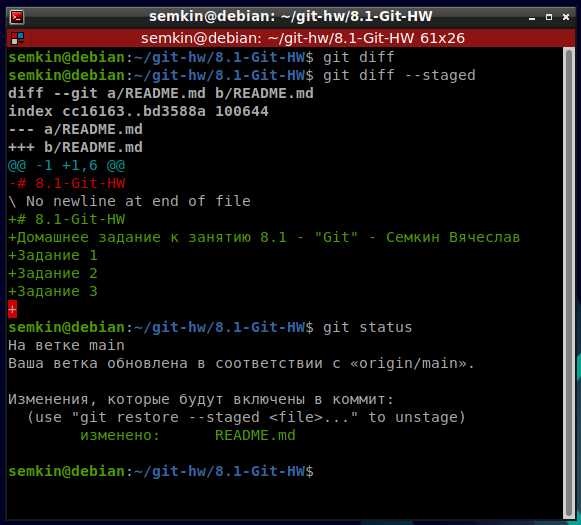 semkin@debian: ~/git-hw/8.1-Git-HW
semkin@debian: ~/git-hw/8.1-Git-HW 61x26
semkin@debian:~/git-hw/8.1-Git-HW$ git diff
semkin@debian:~/git-hw/8.1-Git-HW$ git diff --staged
diff --git a/README.md b/README.md
index cc16163..bd3588a 100644
--- a/README.md
+++ b/README.md
@@ -1 +1,6 @@
-# 8.1-Git-HW
\ No newline at end of file
+# 8.1-Git-HW
+Домашнее задание к занятию 8.1 - "Git" - Семкин Вячеслав
+Задание 1
+Задание 2
+Задание 3
+
semkin@debian:~/git-hw/8.1-Git-HW$ git status
На ветке main
Ваша ветка обновлена в соответствии с «origin/main».
Изменения, которые будут включены в коммит:
  (use "git restore --staged <file>..." to unstage)
        изменено:      README.md
semkin@debian:~/git-hw/8.1-Git-HW$